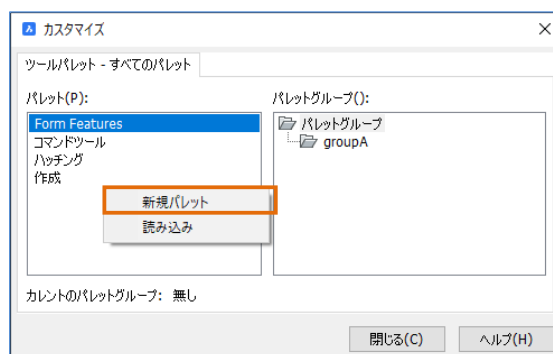 カスタマイズ
ツールパレット - すべてのパレット
パレット(P):
Form Features
コマンドツール
ハッチング
作成
新規パレット
読み込み
パレットグループ():
パレットグループ
groupA
カレントのパレットグループ: 無し
閉じる(C)
ヘルプ(H)